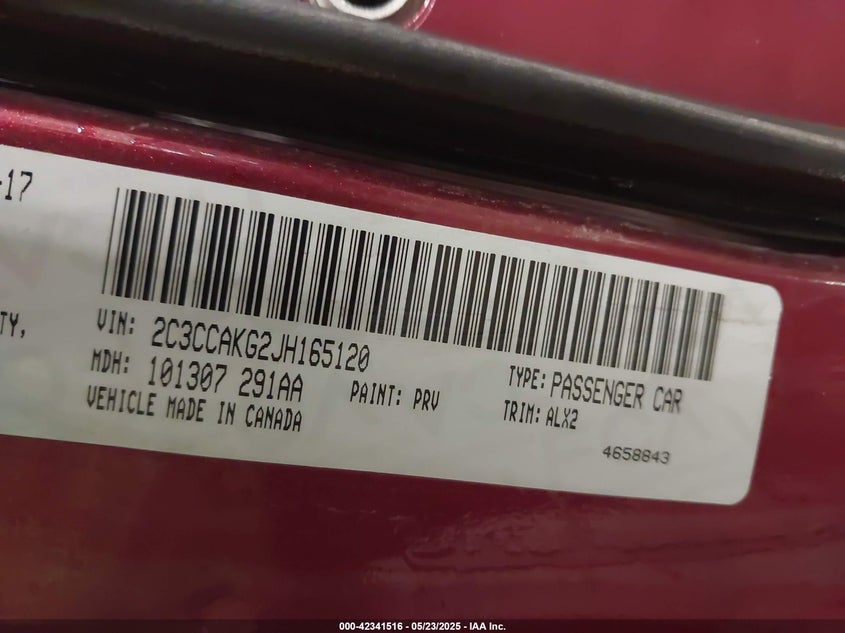 -17
TY,
VIN: 2C3CCAKG2JH165120
MDH: 101307 291AA
PAINT: PRV
VEHICLE MADE IN CANADA
TYPE: PASSENGER CAR
TRIM: ALX2
4658843
000-42341516 - 05/23/2025 - IAA Inc.